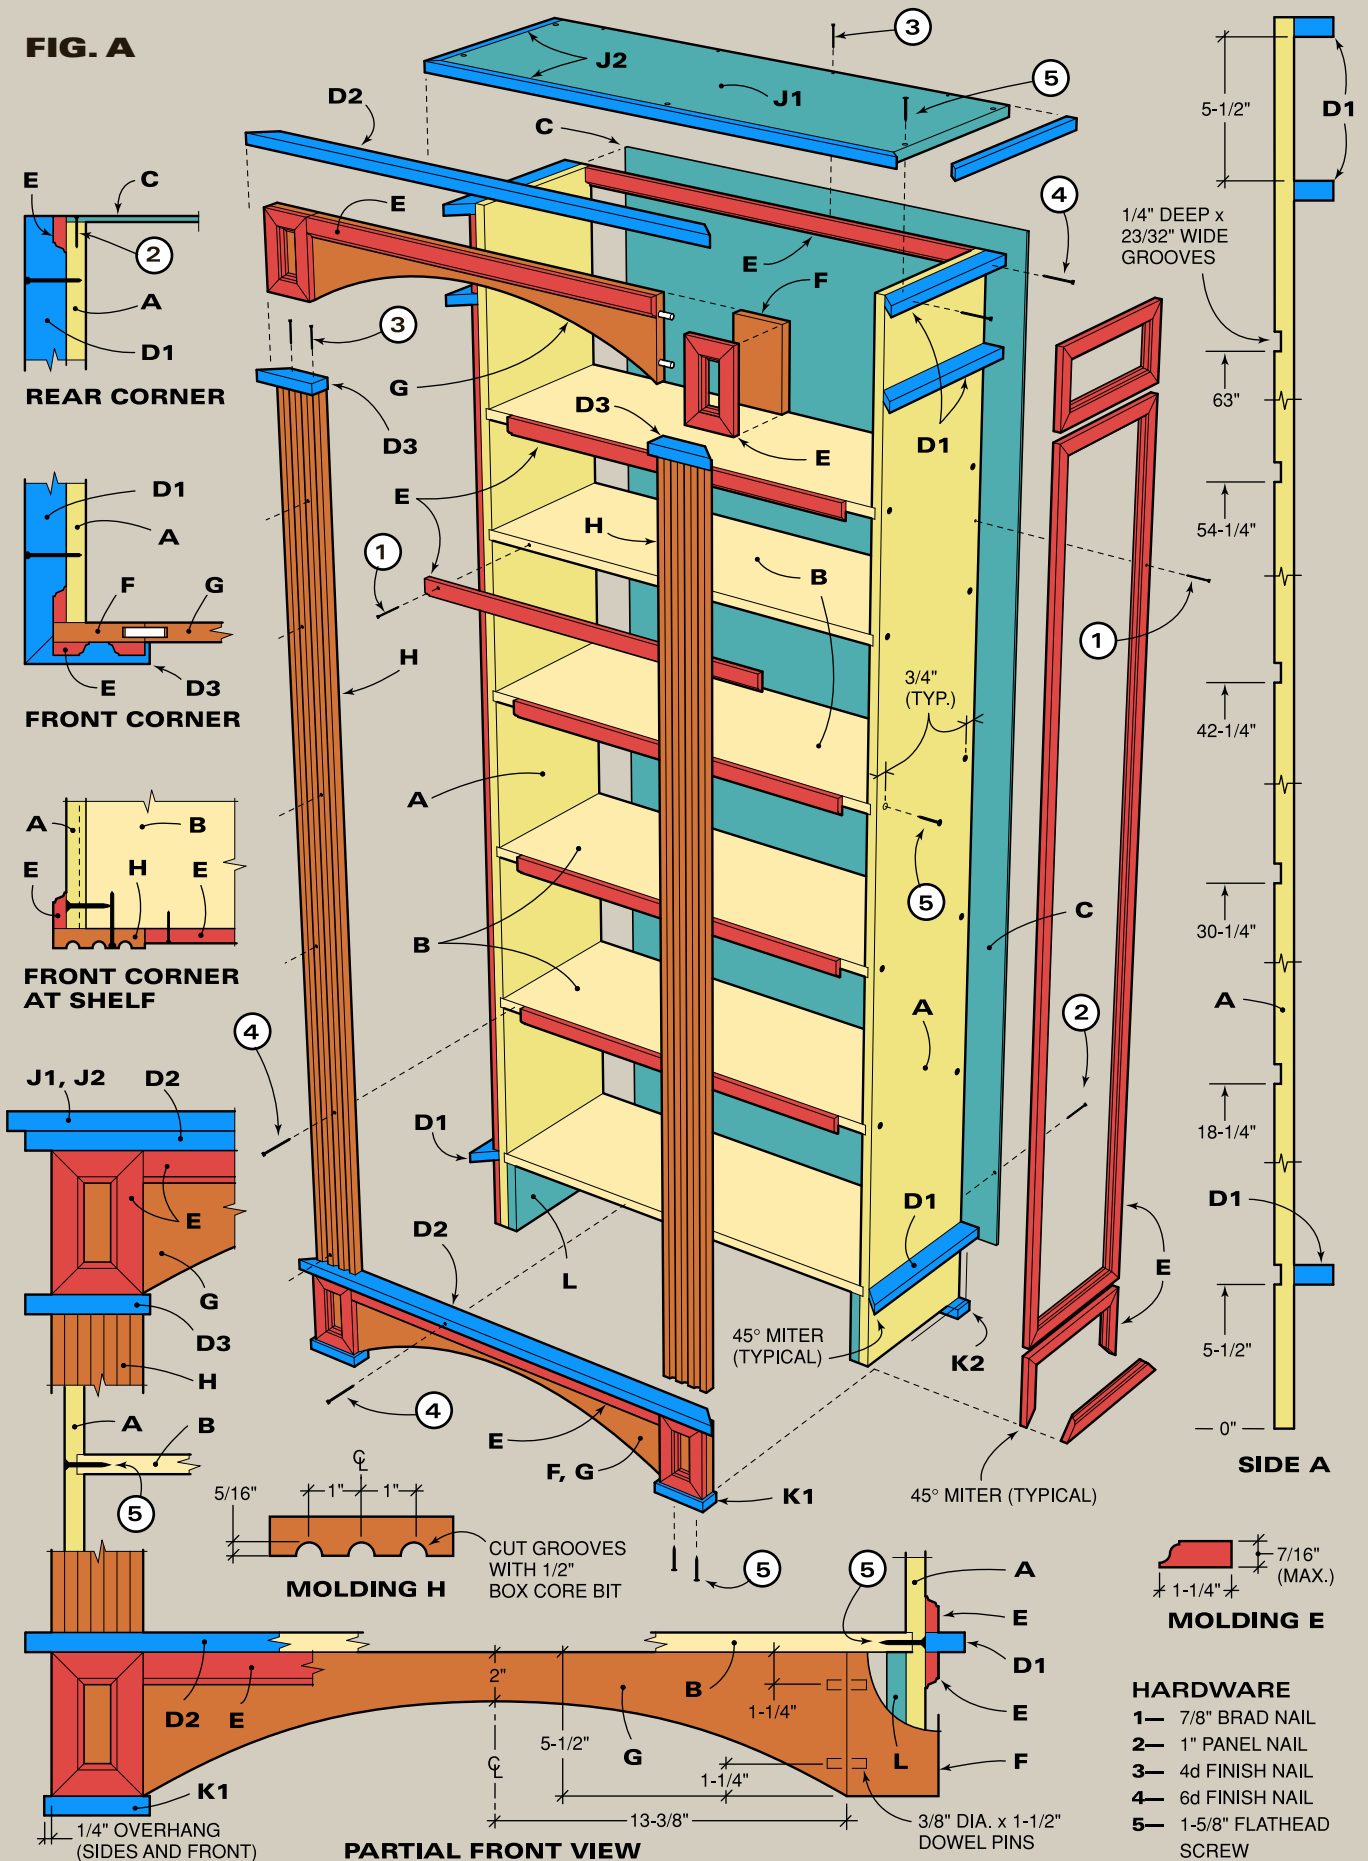 FIG. A
3
5
J2
J1
D2
C
5-1/2"
D1
E
C
2
A
D1
REAR CORNER
E
E
4
F
1/4" DEEP x
23/32" WIDE
GROOVES
3
G
D3
D3
E
D1
63"
D1
A
F
G
E
D3
FRONT CORNER
E
H
B
1
54-1/4"
1
H
3/4"
(TYP.)
42-1/4"
A
A
B
E
H
E
FRONT CORNER
AT SHELF
B
5
C
30-1/4"
A
A
2
4
J1, J2
D2
D1
18-1/4"
E
G
D3
H
D2
L
D1
D1
E
45° MITER
(TYPICAL)
K2
5-1/2"
0"
SIDE A
A
B
5
4
E
F, G
K1
45° MITER (TYPICAL)
5/16"
1"
℄
1"
CUT GROOVES
WITH 1/2"
BOX CORE BIT
MOLDING H
5
5
A
E
D1
E
F
7/16"
(MAX.)
1-1/4"
MOLDING E
D2
E
2"
℄
5-1/2"
G
B
1-1/4"
1-1/4"
L
K1
1/4" OVERHANG
(SIDES AND FRONT)
13-3/8"
3/8" DIA. x 1-1/2"
DOWEL PINS
PARTIAL FRONT VIEW
HARDWARE
1— 7/8" BRAD NAIL
2— 1" PANEL NAIL
3— 4d FINISH NAIL
4— 6d FINISH NAIL
5— 1-5/8" FLATHEAD
SCREW